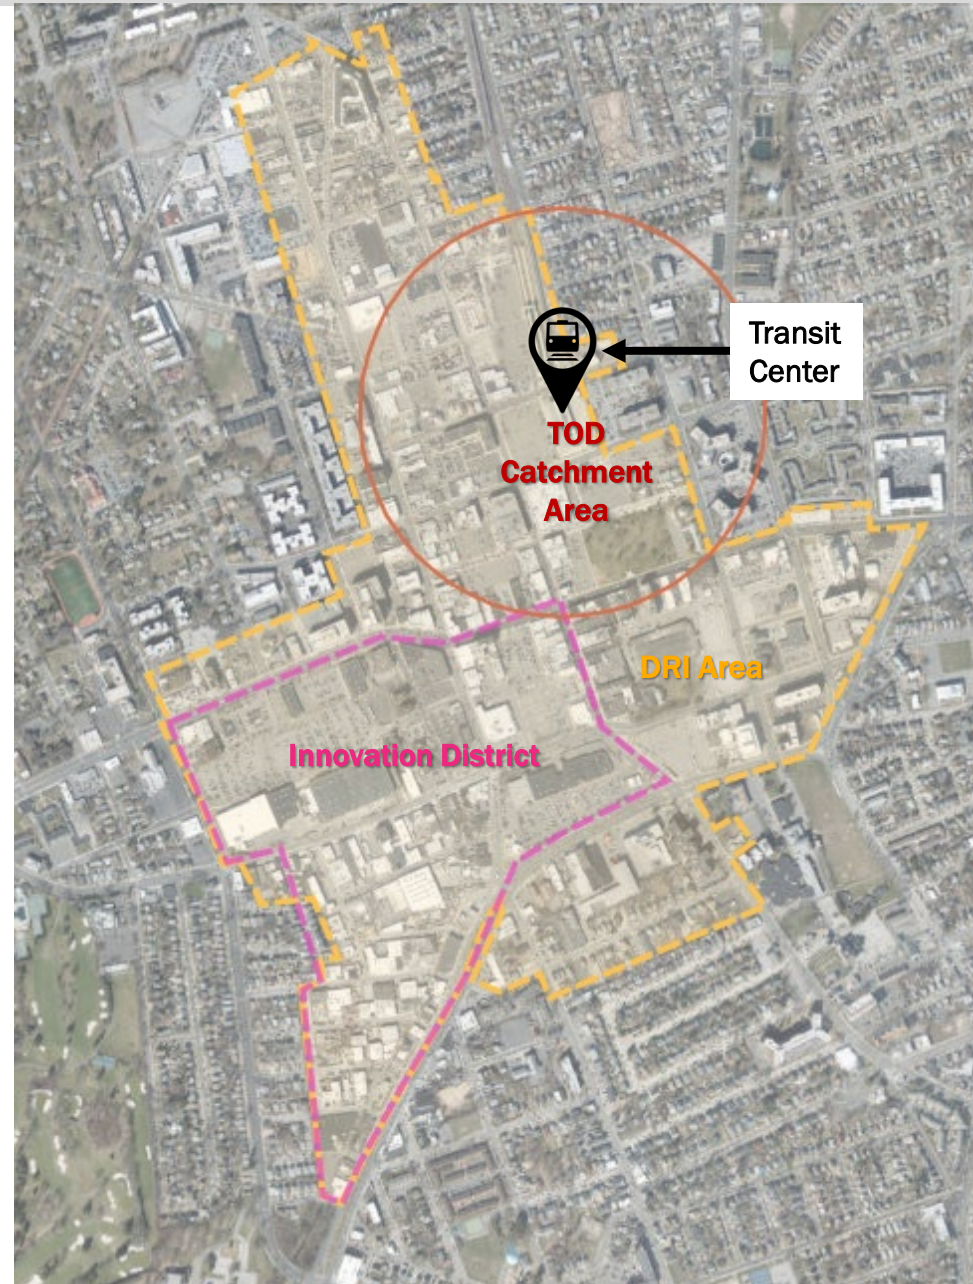 Transit
Center
TOD
Catchment
Area
DRI Area
Innovation District